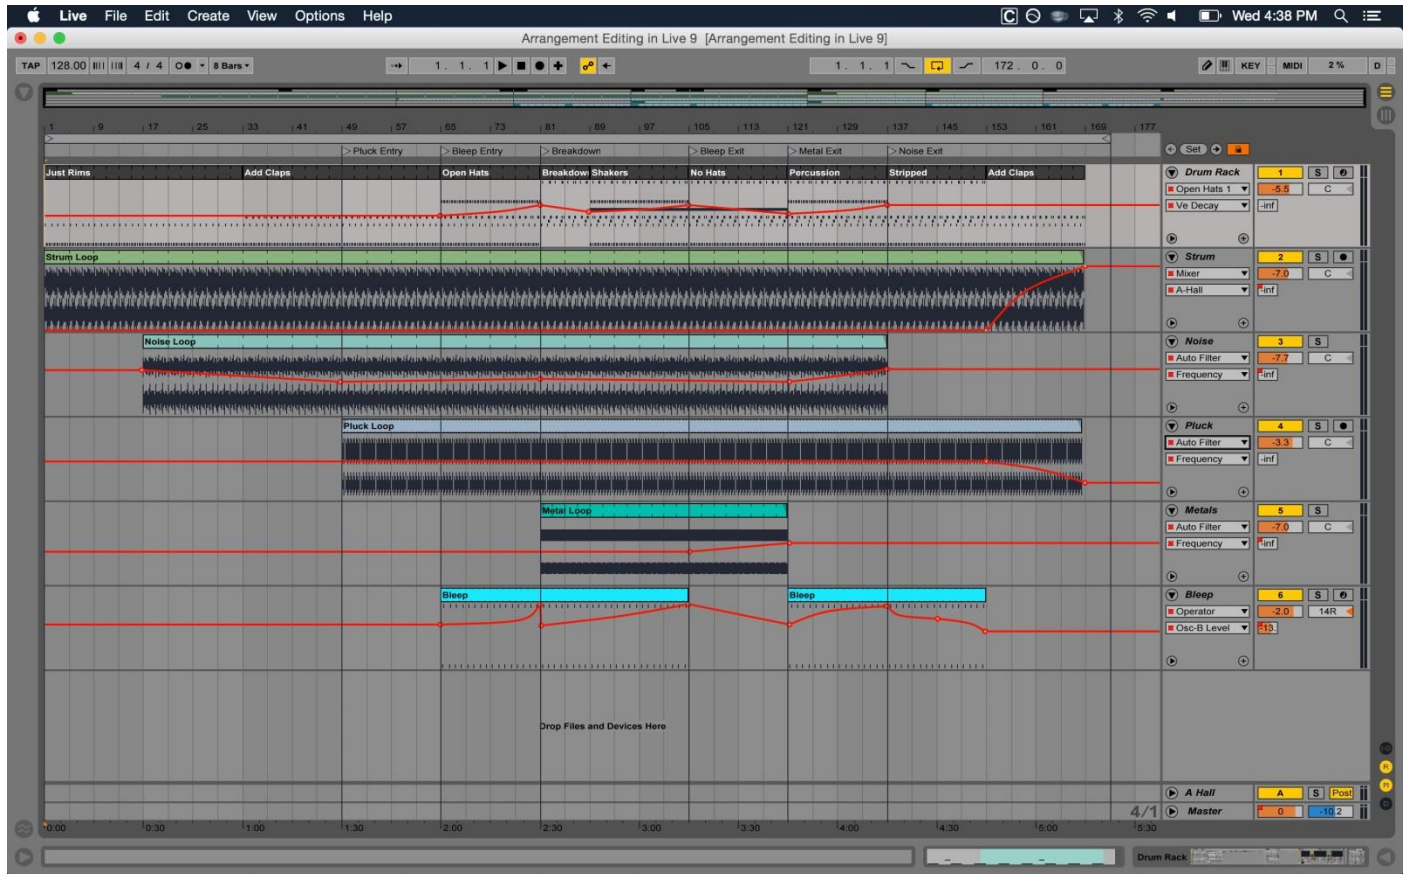 Live File Edit Create View Options Help Wed 4:38 PM
Arrangement Editing in Live 9 [Arrangement Editing in Live 9]
TAP 128.00 4 / 4 8 Bars 1. 1. 1 1. 1. 1 172. 0. 0 KEY MIDI 2 % D
1 9 17 25 33 41 49 57 65 73 81 89 97 105 113 121 129 137 145 153 161 169 177
Pluck Entry Bleep Entry Breakdown Bleep Exit Metal Exit Noise Exit Set
Just Rims Add Claps Open Hats Breakdown Shakers No Hats Percussion Stripped Add Claps Drum Rack 1 S
Open Hats 1 -5.5 C
Ve Decay -inf
Strum Loop Strum 2 S
Mixer -7.0 C
A-Hall -inf
Noise Loop Noise 3 S
Auto Filter -7.7 C
Frequency -inf
Pluck Loop Pluck 4 S
Auto Filter -3.3 C
Frequency -inf
Metal Loop Metals 5 S
Auto Filter -7.0 C
Frequency -inf
Bleep Bleep Bleep 6 S
Operator -2.0 14R
Osc-B Level -13.
Drop Files and Devices Here
A Hall A S Post
4/1 Master 0 -10.2
0:00 0:30 1:00 1:30 2:00 2:30 3:00 3:30 4:00 4:30 5:00 5:30
Drum Rack